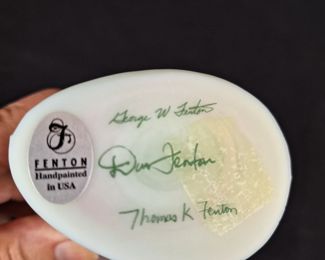 George W Fenton
F
FENTON
Handpainted
in USA
Don Fenton
Thomas K Fenton